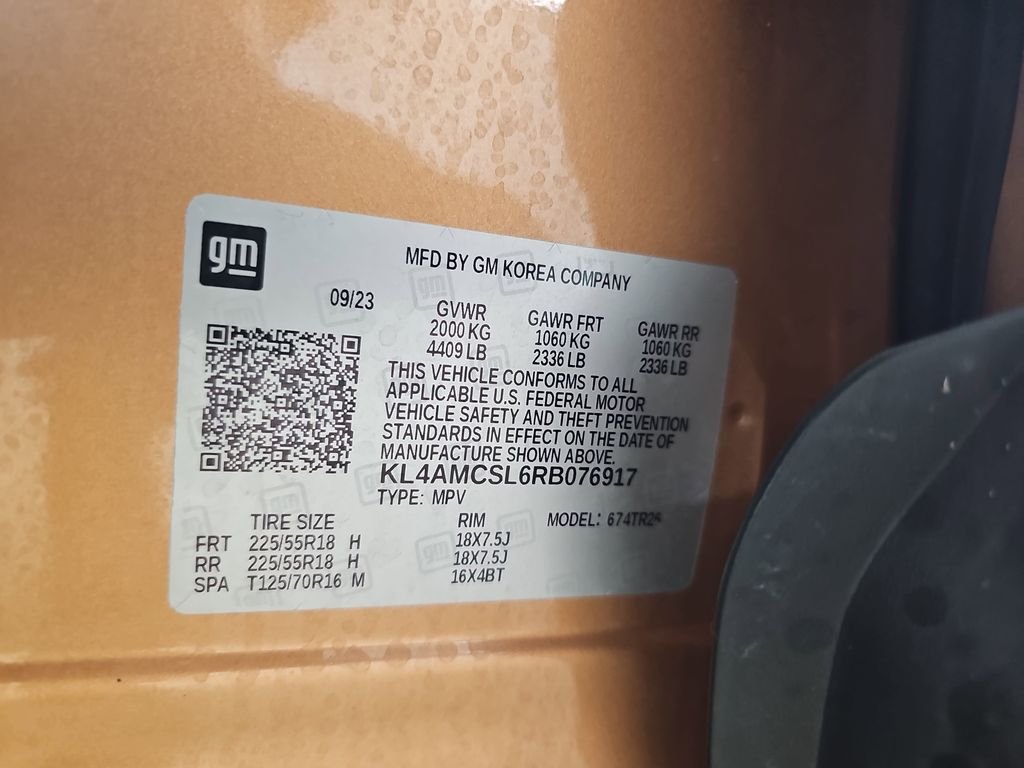 gm
MFD BY GM KOREA COMPANY
09/23
GVWR GAWR FRT GAWR RR
2000 KG 1060 KG 1060 KG
4409 LB 2336 LB 2336 LB
THIS VEHICLE CONFORMS TO ALL
APPLICABLE U.S. FEDERAL MOTOR
VEHICLE SAFETY AND THEFT PREVENTION
STANDARDS IN EFFECT ON THE DATE OF
MANUFACTURE SHOWN ABOVE.
KL4AMCSL6RB076917
TYPE: MPV
TIRE SIZE RIM MODEL: 674TR26
FRT 225/55R18 H 18X7.5J
RR 225/55R18 H 18X7.5J
SPA T125/70R16 M 16X4BT